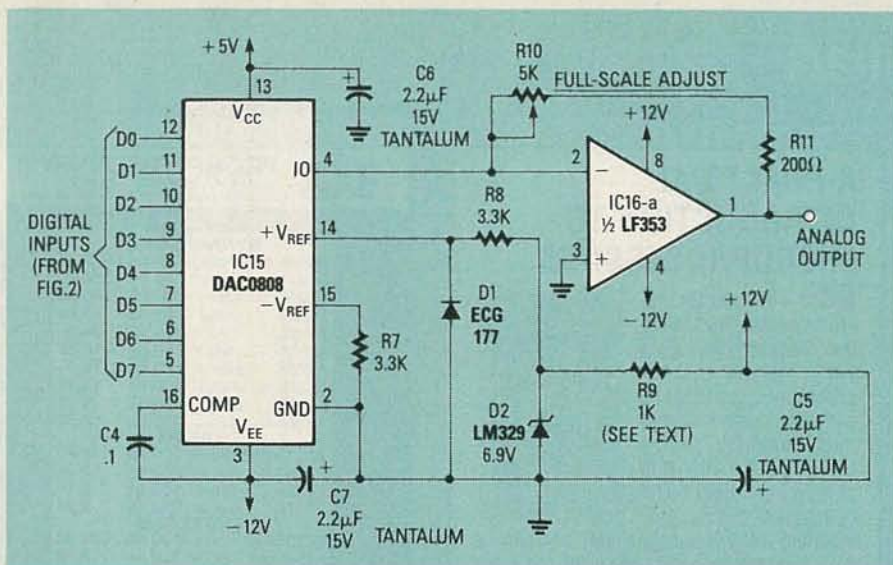 +5V
13
V_CC
C6
2.2µF
15V
TANTALUM
R10
5K
FULL-SCALE ADJUST
DIGITAL
INPUTS
(FROM
FIG.2)
D0
12
D1
11
D2
10
D3
9
D4
8
D5
7
D6
6
D7
5
IO
4
+V_REF
14
IC15
DAC0808
-V_REF
15
16
COMP
GND
2
V_EE
3
C4
.1
-12V
R8
3.3K
D1
ECG
177
R7
3.3K
C7
2.2µF
15V
TANTALUM
D2
LM329
6.9V
+12V
8
2
-
IC16-a
½ LF353
3
+
4
-12V
1
R11
200Ω
ANALOG
OUTPUT
+12V
R9
1K
(SEE TEXT)
C5
2.2µF
15V
TANTALUM
+
+
+